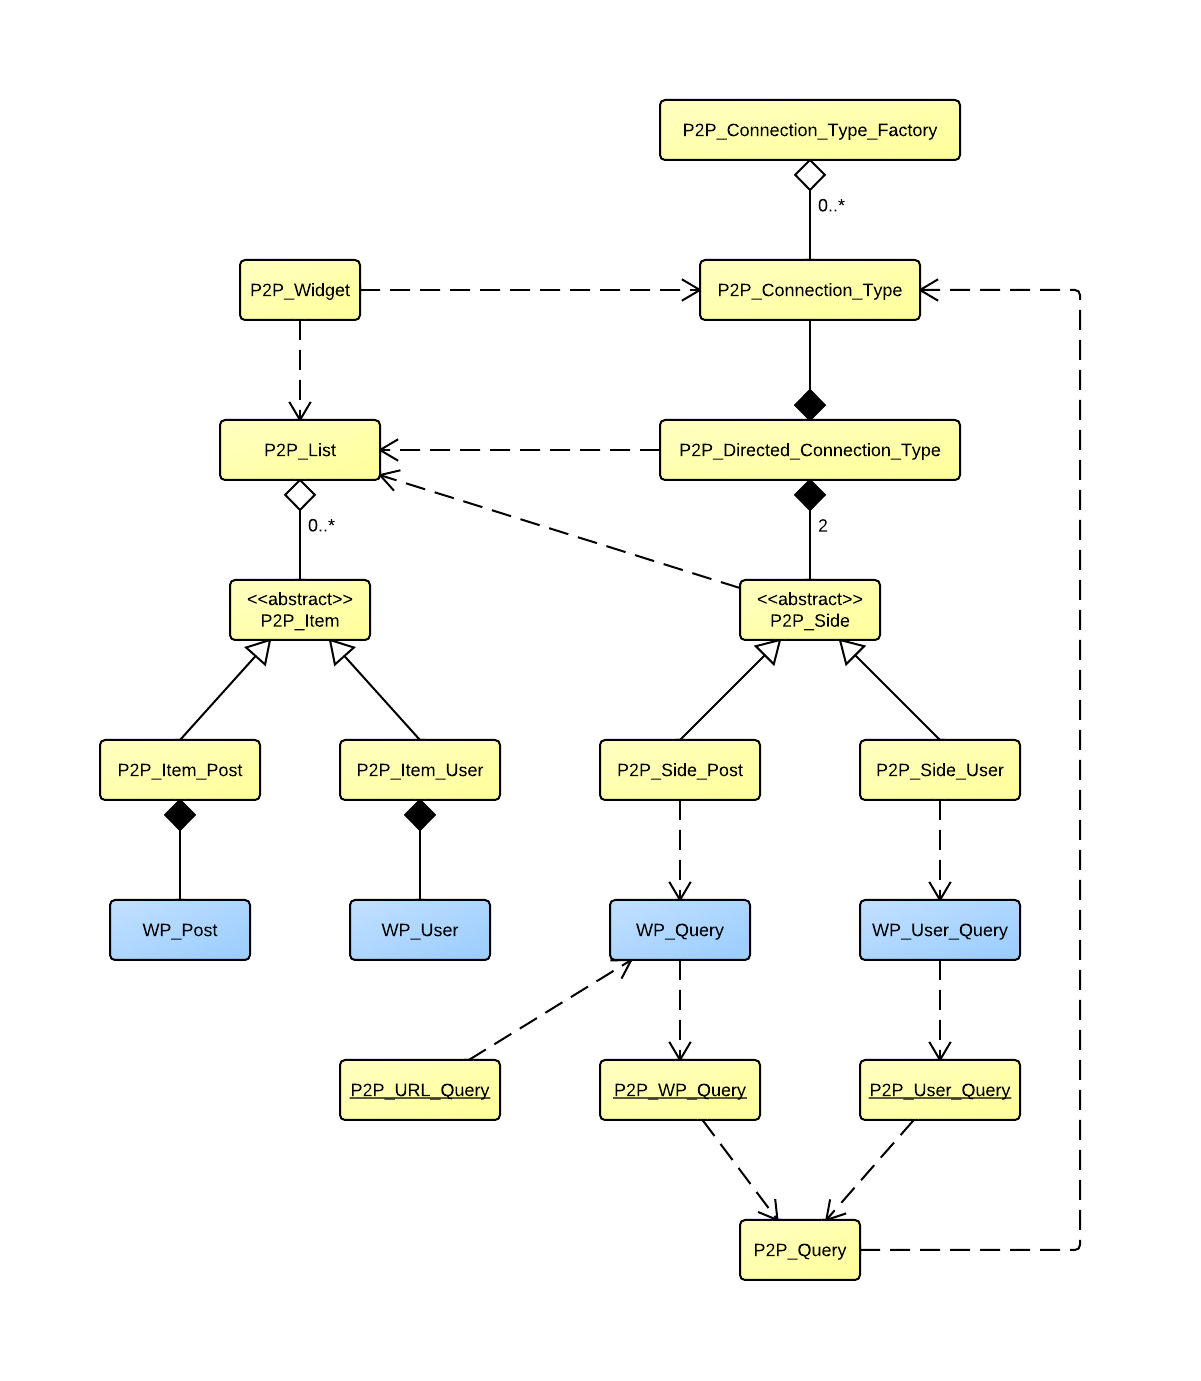 P2P_Connection_Type_Factory
0..*
P2P_Widget
P2P_Connection_Type
P2P_List
P2P_Directed_Connection_Type
0..*
2
<<abstract>>
P2P_Item
<<abstract>>
P2P_Side
P2P_Item_Post
P2P_Item_User
P2P_Side_Post
P2P_Side_User
WP_Post
WP_User
WP_Query
WP_User_Query
P2P_URL_Query
P2P_WP_Query
P2P_User_Query
P2P_Query